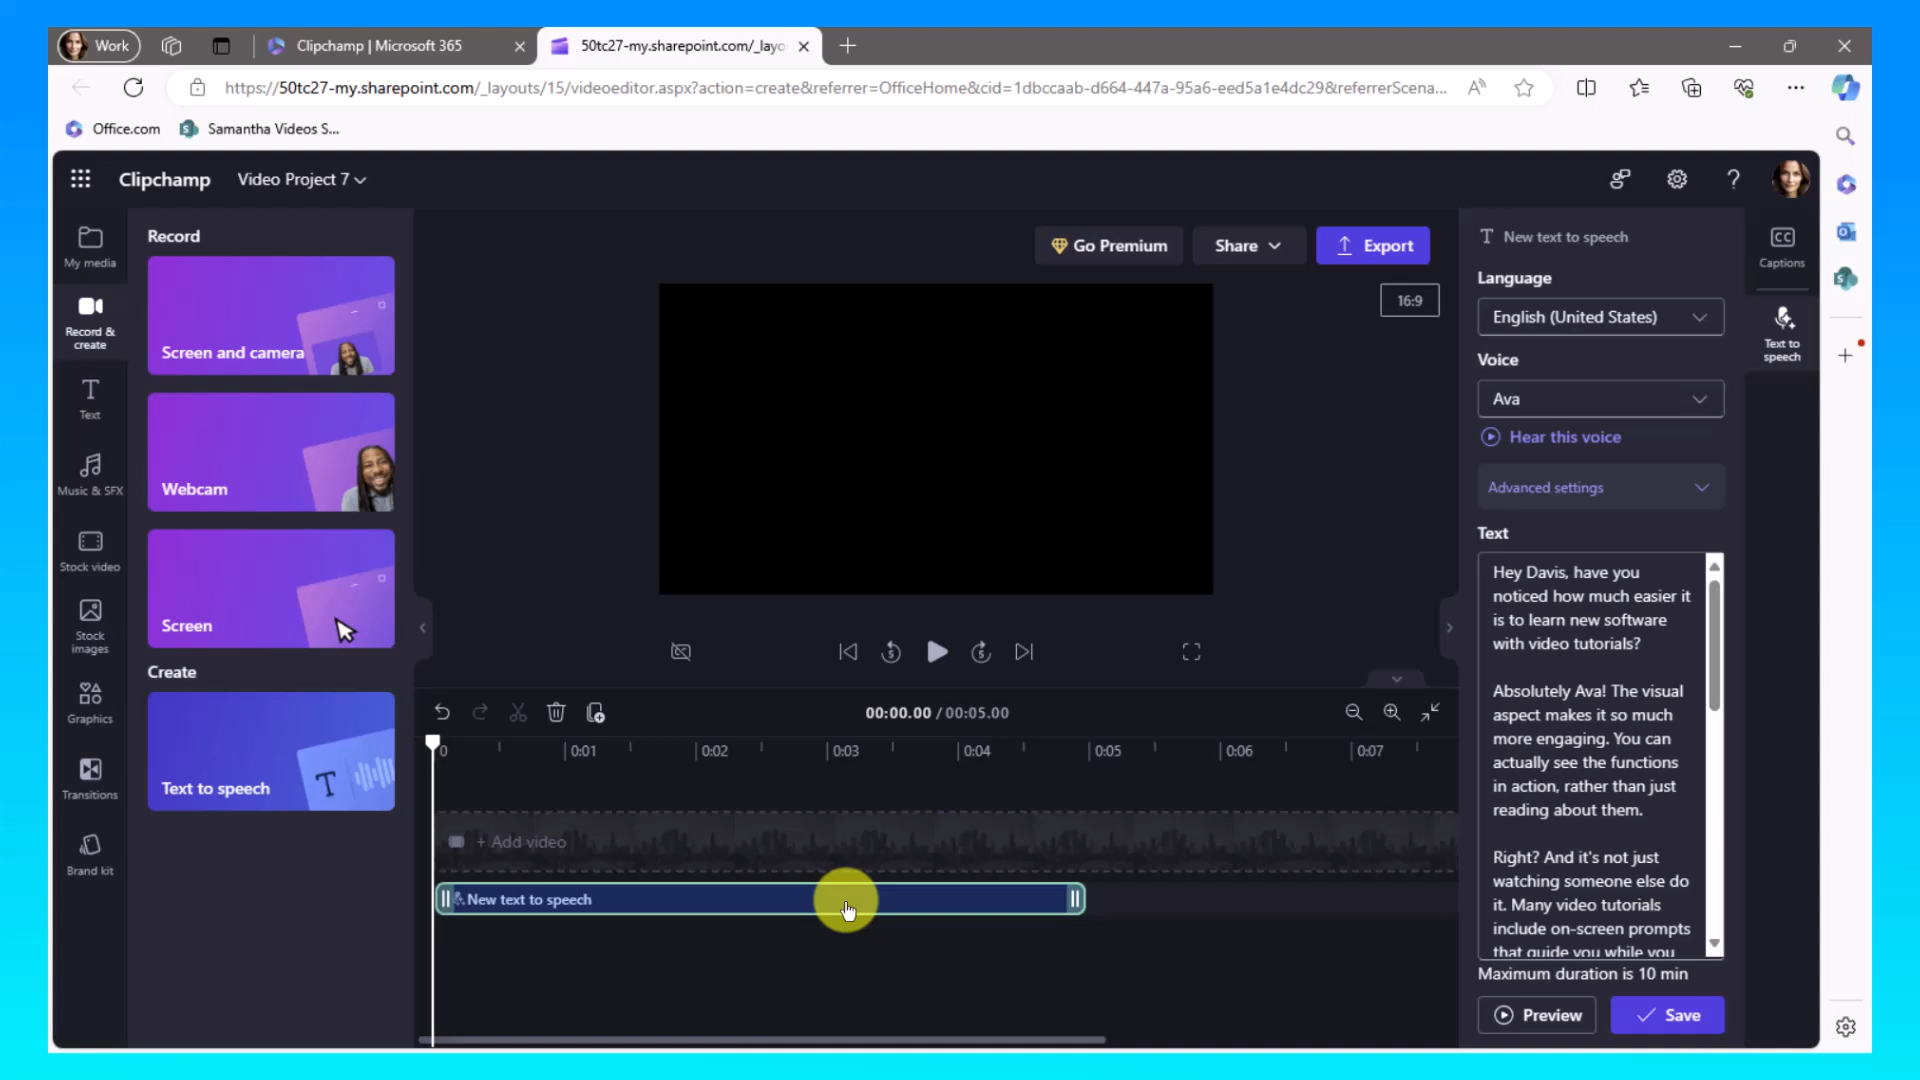 Work
Clipchamp | Microsoft 365
50tc27-my.sharepoint.com/_layo
https://50tc27-my.sharepoint.com/_layouts/15/videoeditor.aspx?action=create&referrer=OfficeHome&cid=1dbccaab-d664-447a-95a6-eed5a1e4dc29&referrerScena...
Office.com
Samantha Videos S...
Clipchamp
Video Project 7
My media
Record & create
Text
Music & SFX
Stock video
Stock images
Graphics
Transitions
Brand kit
Record
Screen and camera
Webcam
Screen
Create
Text to speech
Go Premium
Share
Export
16:9
00:00.00 / 00:05.00
0
0:01
0:02
0:03
0:04
0:05
0:06
0:07
+ Add video
New text to speech
New text to speech
Language
English (United States)
Voice
Ava
Hear this voice
Advanced settings
Text
Hey Davis, have you
noticed how much easier it
is to learn new software
with video tutorials?
Absolutely Ava! The visual
aspect makes it so much
more engaging. You can
actually see the functions
in action, rather than just
reading about them.
Right? And it's not just
watching someone else do
it. Many video tutorials
include on-screen prompts
that guide you while you
Maximum duration is 10 min
Preview
Save
CC
Captions
Text to speech